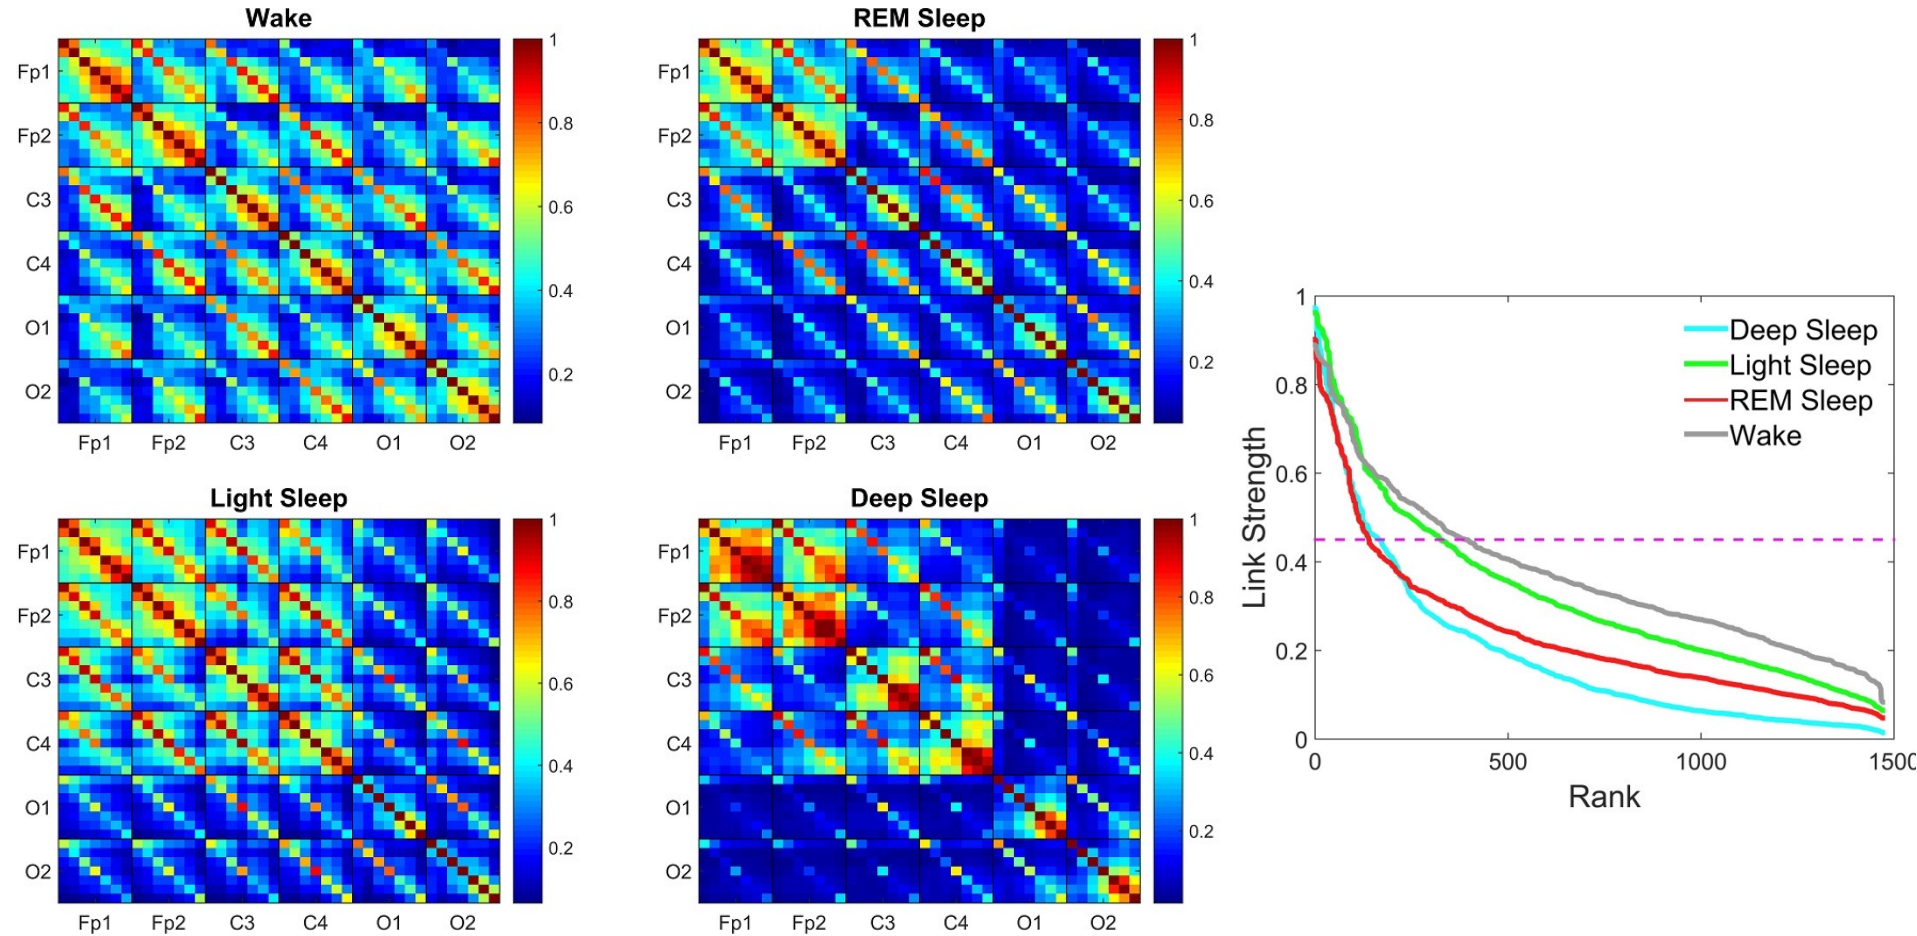 Wake
Fp1
Fp2
C3
C4
O1
O2
Fp1 Fp2 C3 C4 O1 O2
1
0.8
0.6
0.4
0.2
REM Sleep
Fp1
Fp2
C3
C4
O1
O2
Fp1 Fp2 C3 C4 O1 O2
1
0.8
0.6
0.4
0.2
Light Sleep
Fp1
Fp2
C3
C4
O1
O2
Fp1 Fp2 C3 C4 O1 O2
1
0.8
0.6
0.4
0.2
Deep Sleep
Fp1
Fp2
C3
C4
O1
O2
Fp1 Fp2 C3 C4 O1 O2
1
0.8
0.6
0.4
0.2
Link Strength
1
0.8
0.6
0.4
0.2
0
Deep Sleep
Light Sleep
REM Sleep
Wake
0 500 1000 1500
Rank